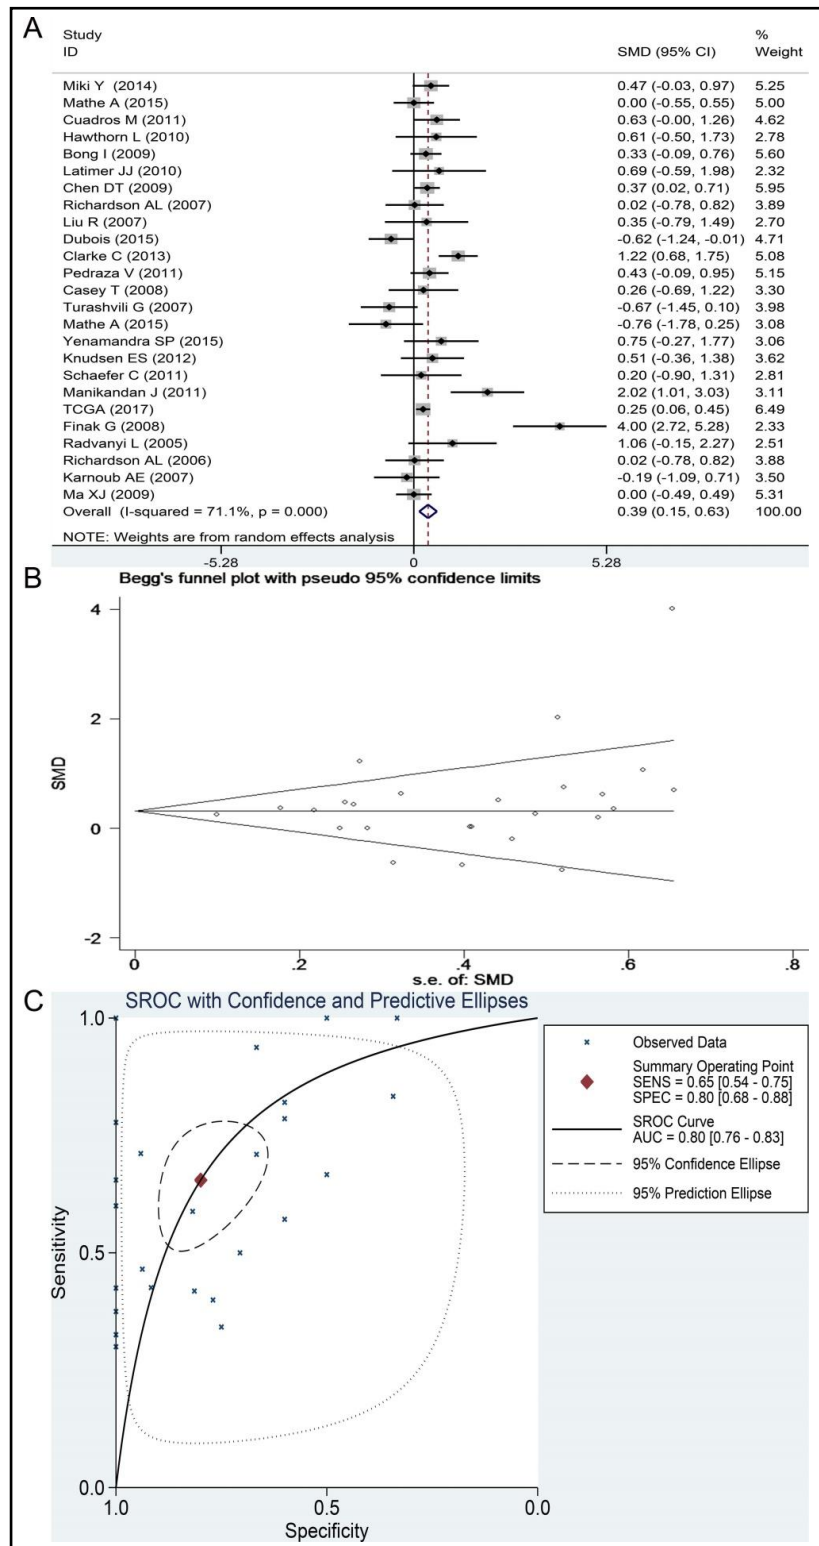 A
Study %
ID SMD (95% CI) Weight
Miki Y (2014) 0.47 (-0.03, 0.97) 5.25
Mathe A (2015) 0.00 (-0.55, 0.55) 5.00
Cuadros M (2011) 0.63 (-0.00, 1.26) 4.62
Hawthorn L (2010) 0.61 (-0.50, 1.73) 2.78
Bong I (2009) 0.33 (-0.09, 0.76) 5.60
Latimer JJ (2010) 0.69 (-0.59, 1.98) 2.32
Chen DT (2009) 0.37 (0.02, 0.71) 5.95
Richardson AL (2007) 0.02 (-0.78, 0.82) 3.89
Liu R (2007) 0.35 (-0.79, 1.49) 2.70
Dubois (2015) -0.62 (-1.24, -0.01) 4.71
Clarke C (2013) 1.22 (0.68, 1.75) 5.08
Pedraza V (2011) 0.43 (-0.09, 0.95) 5.15
Casey T (2008) 0.26 (-0.69, 1.22) 3.30
Turashvili G (2007) -0.67 (-1.45, 0.10) 3.98
Mathe A (2015) -0.76 (-1.78, 0.25) 3.08
Yenamandra SP (2015) 0.75 (-0.27, 1.77) 3.06
Knudsen ES (2012) 0.51 (-0.36, 1.38) 3.62
Schaefer C (2011) 0.20 (-0.90, 1.31) 2.81
Manikandan J (2011) 2.02 (1.01, 3.03) 3.11
TCGA (2017) 0.25 (0.06, 0.45) 6.49
Finak G (2008) 4.00 (2.72, 5.28) 2.33
Radvanyi L (2005) 1.06 (-0.15, 2.27) 2.51
Richardson AL (2006) 0.02 (-0.78, 0.82) 3.88
Karnoub AE (2007) -0.19 (-1.09, 0.71) 3.50
Ma XJ (2009) 0.00 (-0.49, 0.49) 5.31
Overall (I-squared = 71.1%, p = 0.000) 0.39 (0.15, 0.63) 100.00
NOTE: Weights are from random effects analysis
-5.28 0 5.28
B
Begg's funnel plot with pseudo 95% confidence limits
4
2
0
-2
SMD
0 .2 .4 .6 .8
s.e. of: SMD
C
SROC with Confidence and Predictive Ellipses
1.0
0.5
0.0
Sensitivity
1.0 0.5 0.0
Specificity
Observed Data
Summary Operating Point
SENS = 0.65 [0.54 - 0.75]
SPEC = 0.80 [0.68 - 0.88]
SROC Curve
AUC = 0.80 [0.76 - 0.83]
95% Confidence Ellipse
95% Prediction Ellipse